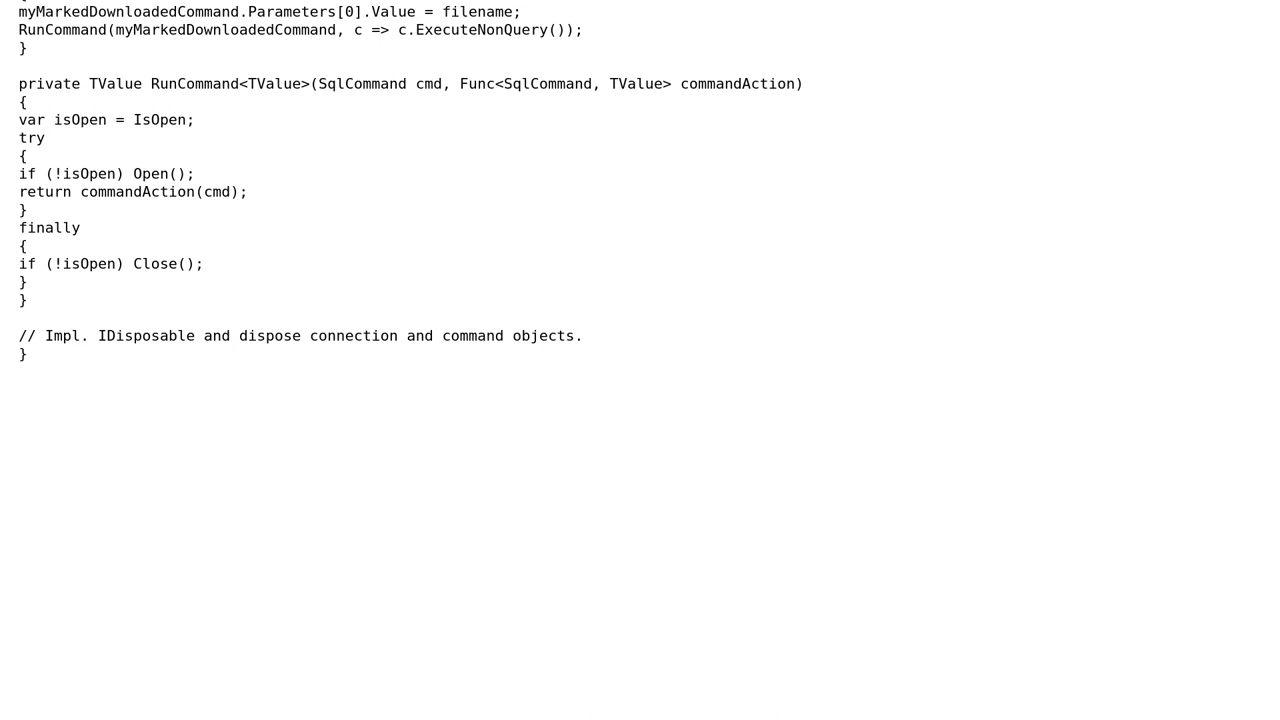 {
myMarkedDownloadedCommand.Parameters[0].Value = filename;
RunCommand(myMarkedDownloadedCommand, c => c.ExecuteNonQuery());
}

private TValue RunCommand<TValue>(SqlCommand cmd, Func<SqlCommand, TValue> commandAction)
{
var isOpen = IsOpen;
try
{
if (!isOpen) Open();
return commandAction(cmd);
}
finally
{
if (!isOpen) Close();
}
}

// Impl. IDisposable and dispose connection and command objects.
}